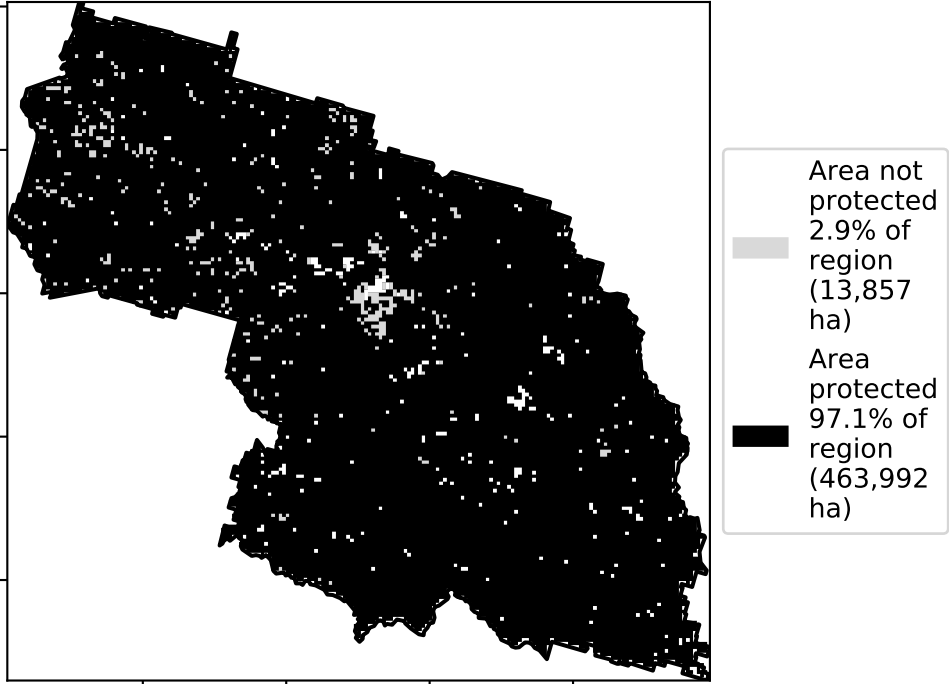 Area not
protected
2.9% of
region
(13,857
ha)
Area
protected
97.1% of
region
(463,992
ha)